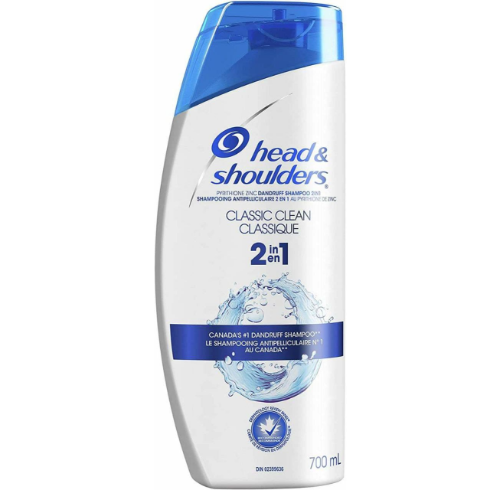 head &
shoulders®
PYRITHIONE ZINC DANDRUFF SHAMPOO 2IN1
SHAMPOOING ANTIPELLICULAIRE 2 EN 1 AU PYRITHIONE DE ZINC
CLASSIC CLEAN
CLASSIQUE
2 in en 1
CANADA'S #1 DANDRUFF SHAMPOO**
LE SHAMPOOING ANTIPELLICULAIRE N° 1
AU CANADA**
700 mL